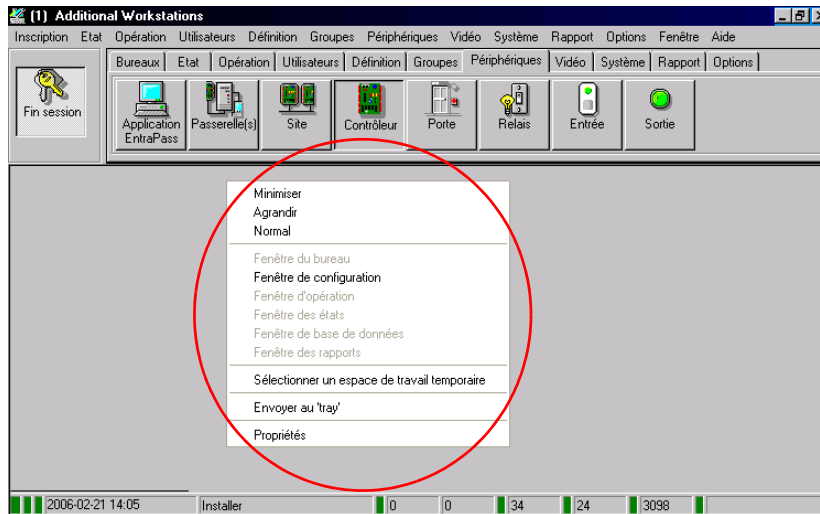 (1) Additional Workstations
Inscription Etat Opération Utilisateurs Définition Groupes Périphériques Vidéo Système Rapport Options Fenêtre Aide
Bureaux Etat Opération Utilisateurs Définition Groupes Périphériques Vidéo Système Rapport Options
Fin session
Application EntraPass
Passerelle(s)
Site
Contrôleur
Porte
Relais
Entrée
Sortie
Minimiser
Agrandir
Normal
Fenêtre du bureau
Fenêtre de configuration
Fenêtre d'opération
Fenêtre des états
Fenêtre de base de données
Fenêtre des rapports
Sélectionner un espace de travail temporaire
Envoyer au 'tray'
Propriétés
2006-02-21 14:05 Installer 0 0 34 24 3098